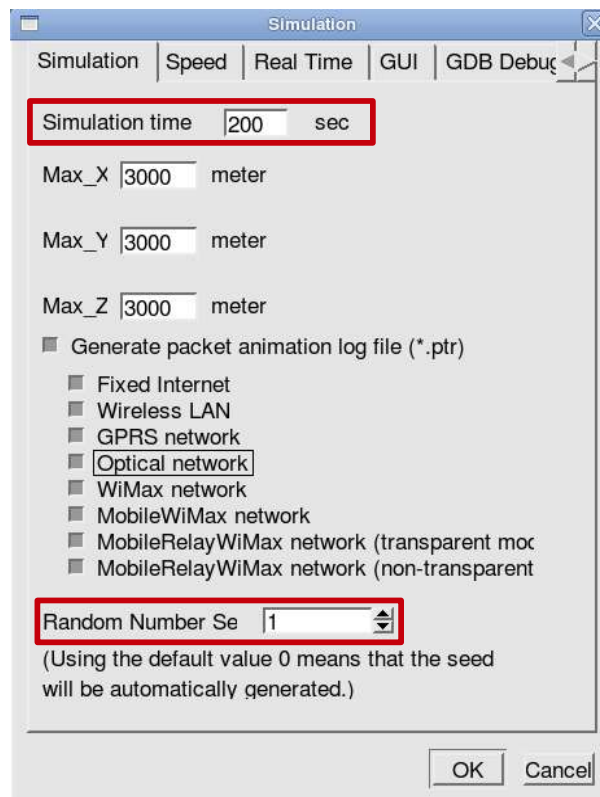 Simulation
Simulation Speed Real Time GUI GDB Debug
Simulation time 200 sec
Max_X 3000 meter
Max_Y 3000 meter
Max_Z 3000 meter
Generate packet animation log file (*.ptr)
Fixed Internet
Wireless LAN
GPRS network
Optical network
WiMax network
MobileWiMax network
MobileRelayWiMax network (transparent moc
MobileRelayWiMax network (non-transparent
Random Number Se 1
(Using the default value 0 means that the seed
will be automatically generated.)
OK Cancel